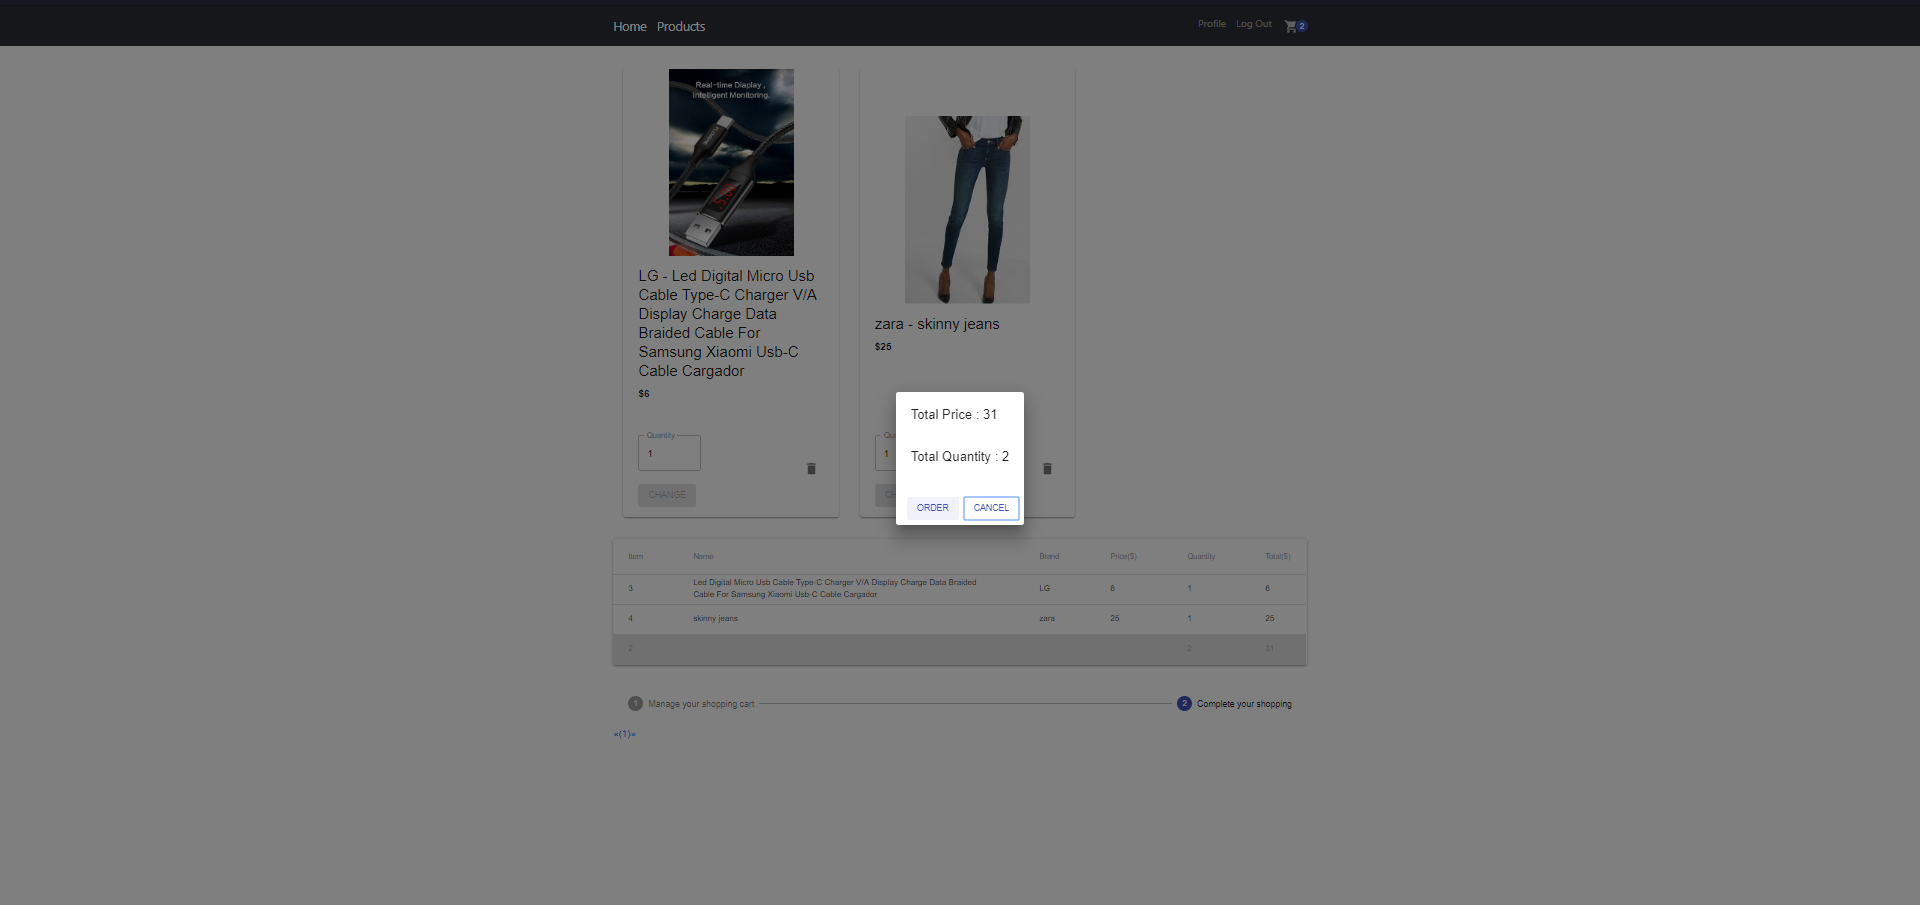 Home Products
Profile Log Out 2
Real-time Diaplay ,
Intelligent Monitoring.
LG - Led Digital Micro Usb
Cable Type-C Charger V/A
Display Charge Data
Braided Cable For
Samsung Xiaomi Usb-C
Cable Cargador
$6
Quantity
1
CHANGE
zara - skinny jeans
$25
1
Total Price : 31
Total Quantity : 2
ORDER CANCEL
Item Name Brand Price($) Quantity Total($)
3 Led Digital Micro Usb Cable Type-C Charger V/A Display Charge Data Braided
Cable For Samsung Xiaomi Usb-C Cable Cargador LG 6 1 6
4 skinny jeans zara 25 1 25
2 2 31
1 Manage your shopping cart 2 Complete your shopping
«(1)»